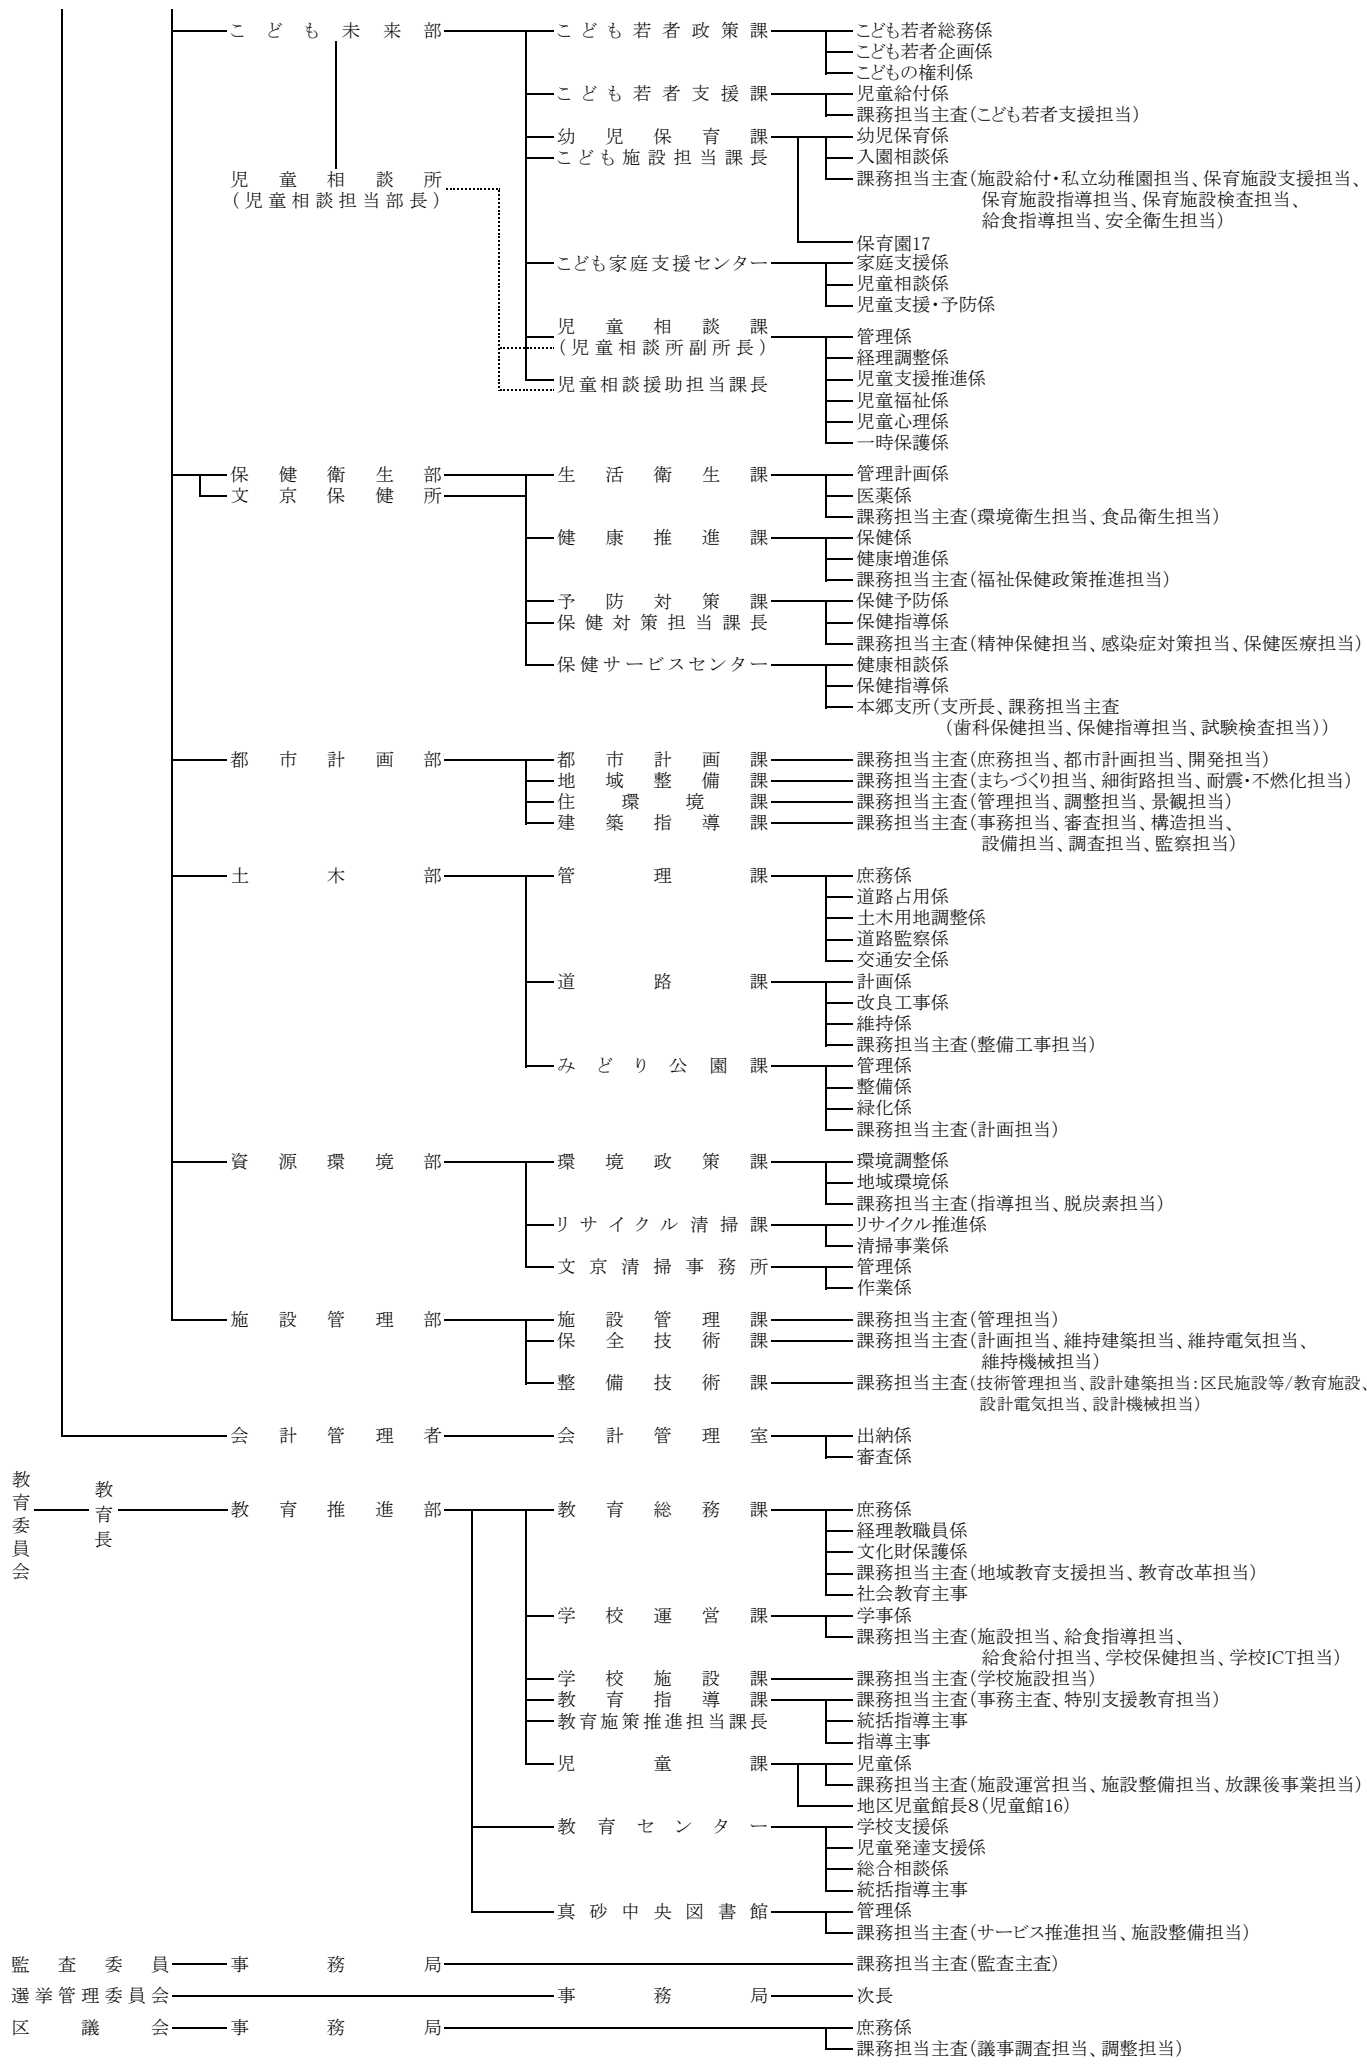 こども未来部 こども若者政策課 こども若者総務係
こども若者企画係
こどもの権利係
こども若者支援課 児童給付係
課務担当主査(こども若者支援担当)
幼児保育課 幼児保育係
こども施設担当課長 入園相談係
児童相談所 課務担当主査(施設給付・私立幼稚園担当、保育施設支援担当、
(児童相談担当部長) 保育施設指導担当、保育施設検査担当、
給食指導担当、安全衛生担当)
保育園17
こども家庭支援センター 家庭支援係
児童相談係
児童支援・予防係
児童相談課 管理係
(児童相談所副所長) 経理調整係
児童相談援助担当課長 児童支援推進係
児童福祉係
児童心理係
一時保護係
保健衛生部 生活衛生課 管理計画係
文京保健所 医薬係
課務担当主査(環境衛生担当、食品衛生担当)
健康推進課 保健係
健康増進係
課務担当主査(福祉保健政策推進担当)
予防対策課 保健予防係
保健対策担当課長 保健指導係
課務担当主査(精神保健担当、感染症対策担当、保健医療担当)
保健サービスセンター 健康相談係
保健指導係
本郷支所(支所長、課務担当主査
(歯科保健担当、保健指導担当、試験検査担当))
都市計画部 都市計画課 課務担当主査(庶務担当、都市計画担当、開発担当)
地域整備課 課務担当主査(まちづくり担当、細街路担当、耐震・不燃化担当)
住環境課 課務担当主査(管理担当、調整担当、景観担当)
建築指導課 課務担当主査(事務担当、審査担当、構造担当、
設備担当、調査担当、監察担当)
土木部 管理課 庶務係
道路占用係
土木用地調整係
道路監察係
交通安全係
道路課 計画係
改良工事係
維持係
課務担当主査(整備工事担当)
みどり公園課 管理係
整備係
緑化係
課務担当主査(計画担当)
資源環境部 環境政策課 環境調整係
地域環境係
課務担当主査(指導担当、脱炭素担当)
リサイクル清掃課 リサイクル推進係
清掃事業係
文京清掃事務所 管理係
作業係
施設管理部 施設管理課 課務担当主査(管理担当)
保全技術課 課務担当主査(計画担当、維持建築担当、維持電気担当、
維持機械担当)
整備技術課 課務担当主査(技術管理担当、設計建築担当:区民施設等/教育施設、
設計電気担当、設計機械担当)
会計管理者 会計管理室 出納係
審査係
教育委員会 教育長 教育推進部 教育総務課 庶務係
経理教職員係
文化財保護係
課務担当主査(地域教育支援担当、教育改革担当)
社会教育主事
学校運営課 学事係
課務担当主査(施設担当、給食指導担当、
給食給付担当、学校保健担当、学校ICT担当)
学校施設課 課務担当主査(学校施設担当)
教育指導課 課務担当主査(事務主査、特別支援教育担当)
教育施策推進担当課長 統括指導主事
指導主事
児童課 児童係
課務担当主査(施設運営担当、施設整備担当、放課後事業担当)
地区児童館長8(児童館16)
教育センター 学校支援係
児童発達支援係
総合相談係
統括指導主事
真砂中央図書館 管理係
課務担当主査(サービス推進担当、施設整備担当)
監査委員 事務局 課務担当主査(監査主査)
選挙管理委員会 事務局 次長
区議会 事務局 庶務係
課務担当主査(議事調査担当、調整担当)